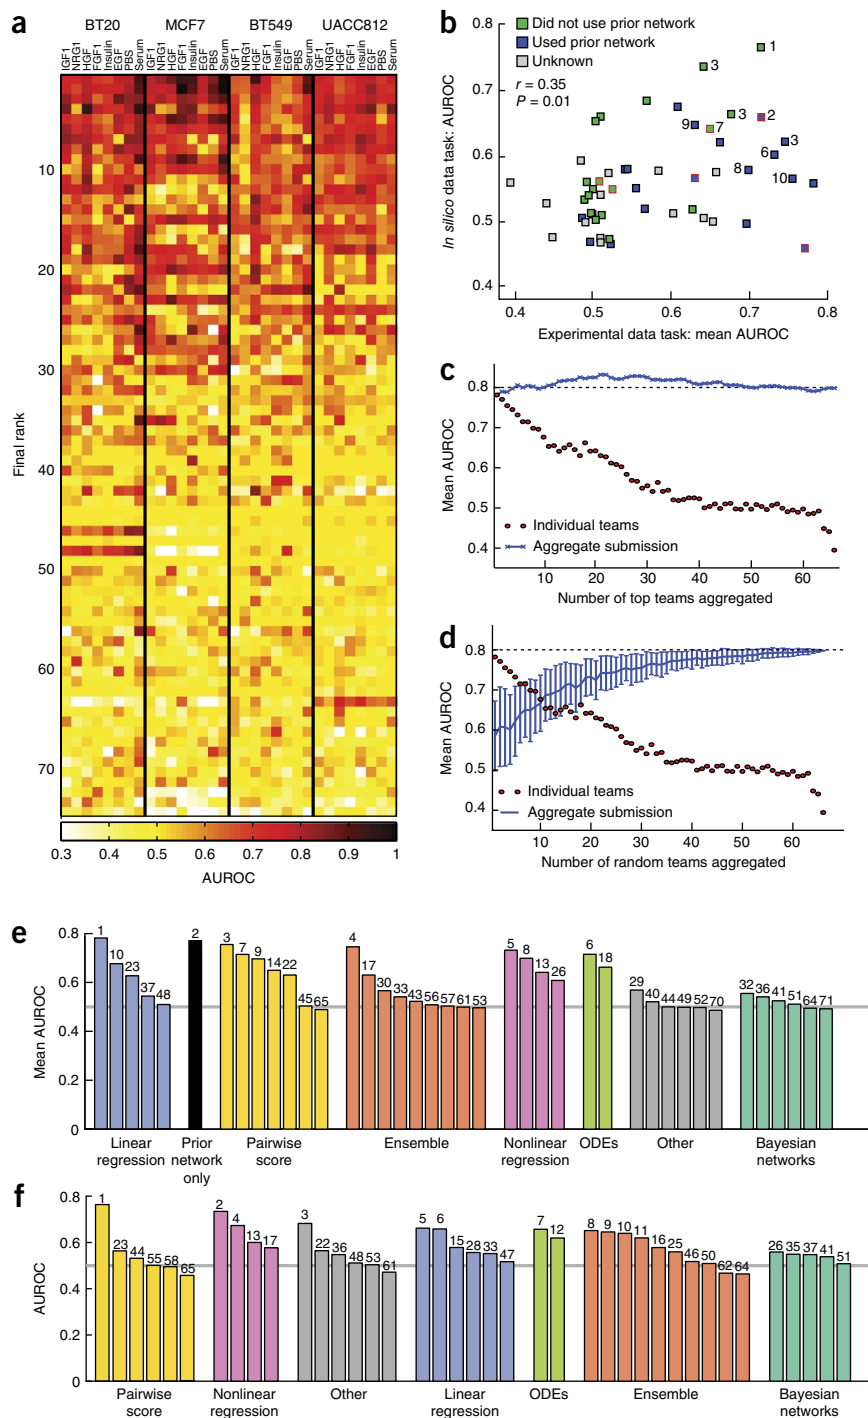 a
BT20 MCF7 BT549 UACC812
IGF1 NRG1 HGF FGF1 Insulin EGF PBS Serum IGF1 NRG1 HGF FGF1 Insulin EGF PBS Serum IGF1 NRG1 HGF FGF1 Insulin EGF PBS Serum IGF1 NRG1 HGF FGF1 Insulin EGF PBS Serum
10
20
30
40
50
60
70
Final rank
0.3 0.4 0.5 0.6 0.7 0.8 0.9 1
AUROC
b
Did not use prior network
Used prior network
Unknown
r = 0.35
P = 0.01
1
3
3
2
9
7
3
6
8
10
0.8
0.7
0.6
0.5
0.4
In silico data task: AUROC
0.4 0.5 0.6 0.7 0.8
Experimental data task: mean AUROC
c
0.8
0.7
0.6
0.5
0.4
Mean AUROC
Individual teams
Aggregate submission
10 20 30 40 50 60
Number of top teams aggregated
d
0.8
0.7
0.6
0.5
0.4
Mean AUROC
Individual teams
Aggregate submission
10 20 30 40 50 60
Number of random teams aggregated
e
0.8
0.6
0.4
0.2
0
Mean AUROC
1 10 23 37 48 2 3 7 9 14 22 45 65 4 17 30 33 43 56 57 61 53 5 8 13 26 6 18 29 40 44 49 52 70 32 36 41 51 64 71
Linear Prior Pairwise Ensemble Nonlinear ODEs Other Bayesian
regression network score regression networks
only
f
0.8
0.6
0.4
0.2
0
AUROC
1 23 44 55 58 65 2 4 13 17 3 22 36 48 53 61 5 6 15 28 33 47 7 12 8 9 10 11 16 25 46 50 62 64 26 35 37 41 51
Pairwise Nonlinear Other Linear ODEs Ensemble Bayesian
score regression regression networks